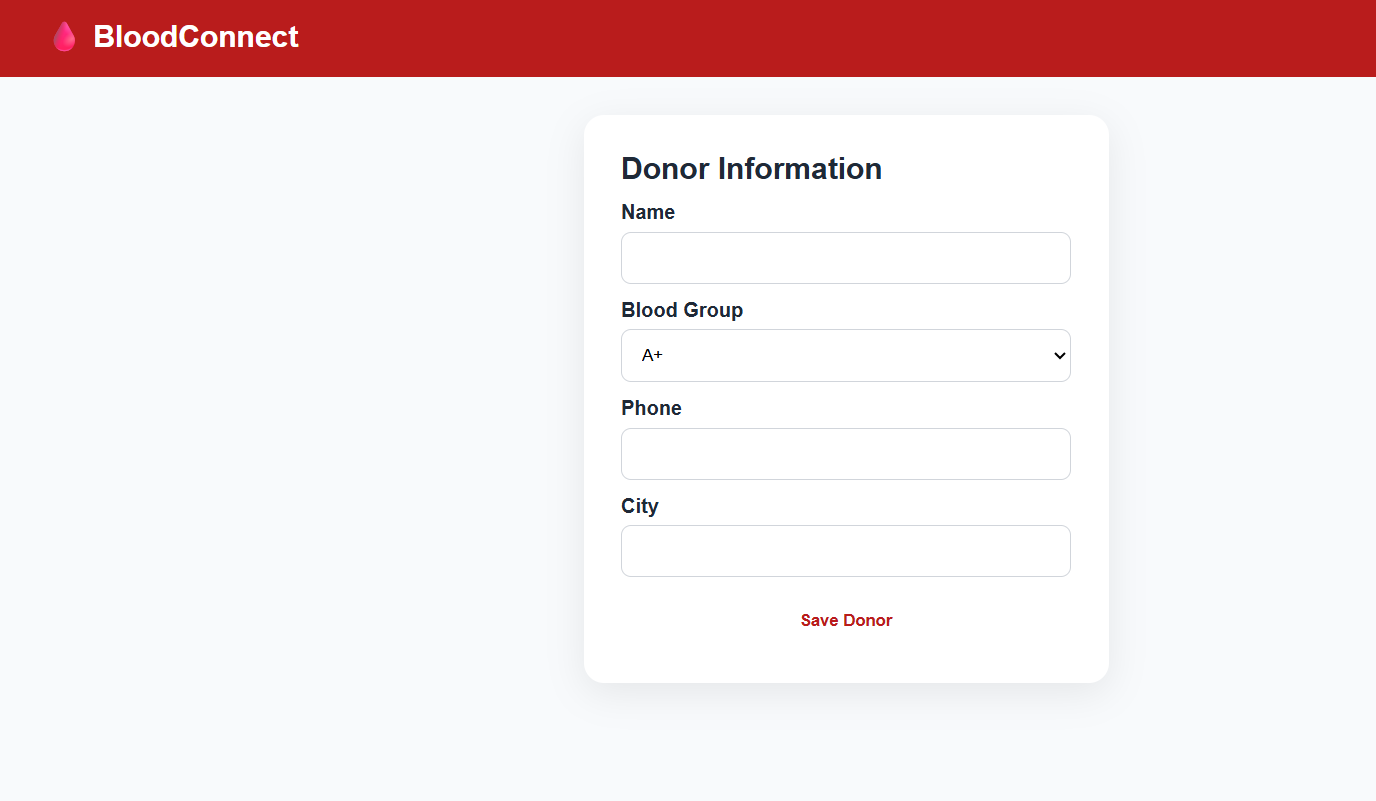 BloodConnect
Donor Information
Name
Blood Group
A+
Phone
City
Save Donor